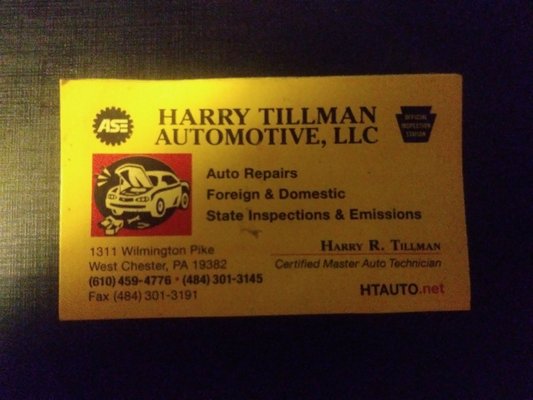 ASE
HARRY TILLMAN
AUTOMOTIVE, LLC
OFFICIAL
INSPECTION
STATION
Auto Repairs
Foreign & Domestic
State Inspections & Emissions
HARRY R. TILLMAN
Certified Master Auto Technician
1311 Wilmington Pike
West Chester, PA 19382
(610) 459-4776 • (484) 301-3145
Fax (484) 301-3191
HTAUTO.net